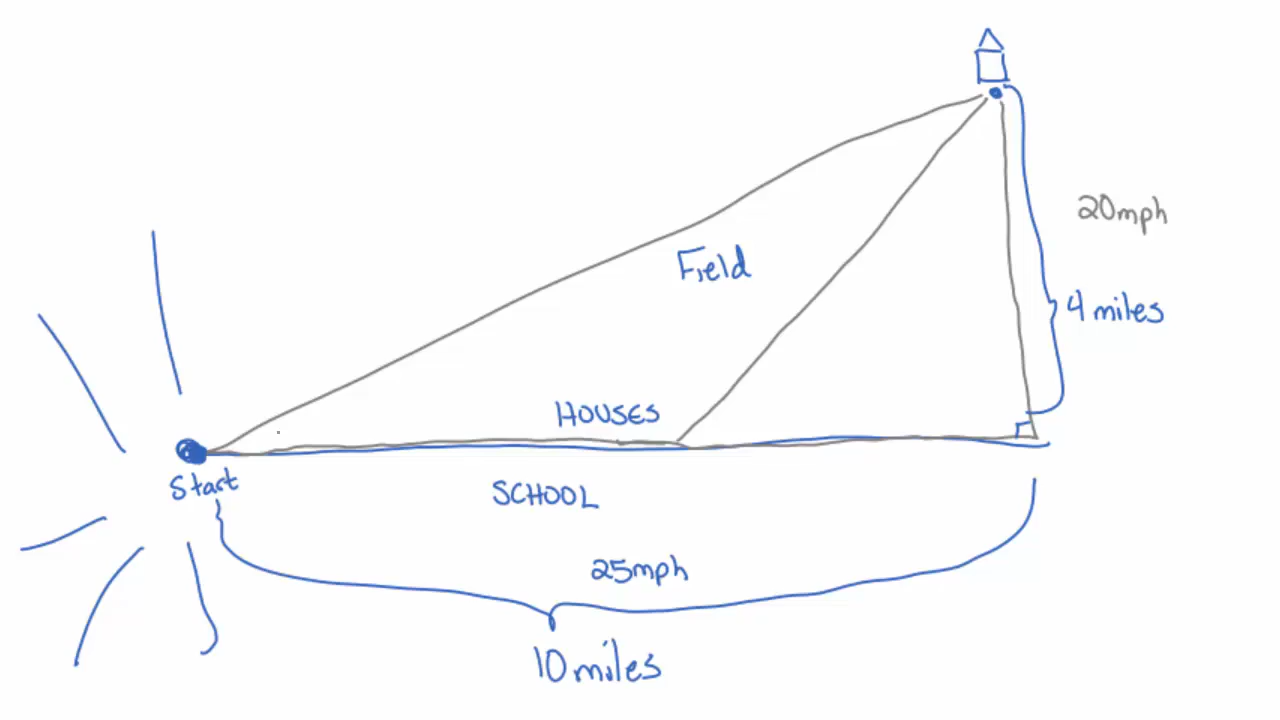 20mph
Field
4 miles
HOUSES
Start
SCHOOL
25mph
10 miles